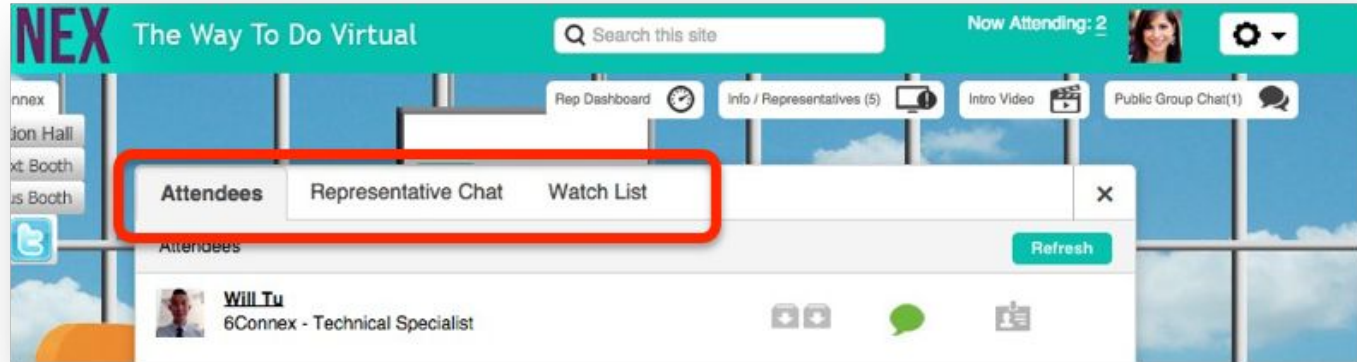 NEX The Way To Do Virtual
Search this site
Now Attending: 2
nnex
Rep Dashboard
Info / Representatives (5)
Intro Video
Public Group Chat(1)
tion Hall
xt Booth
us Booth
Attendees
Representative Chat
Watch List
Attendees
Refresh
Will Tu
6Connex - Technical Specialist